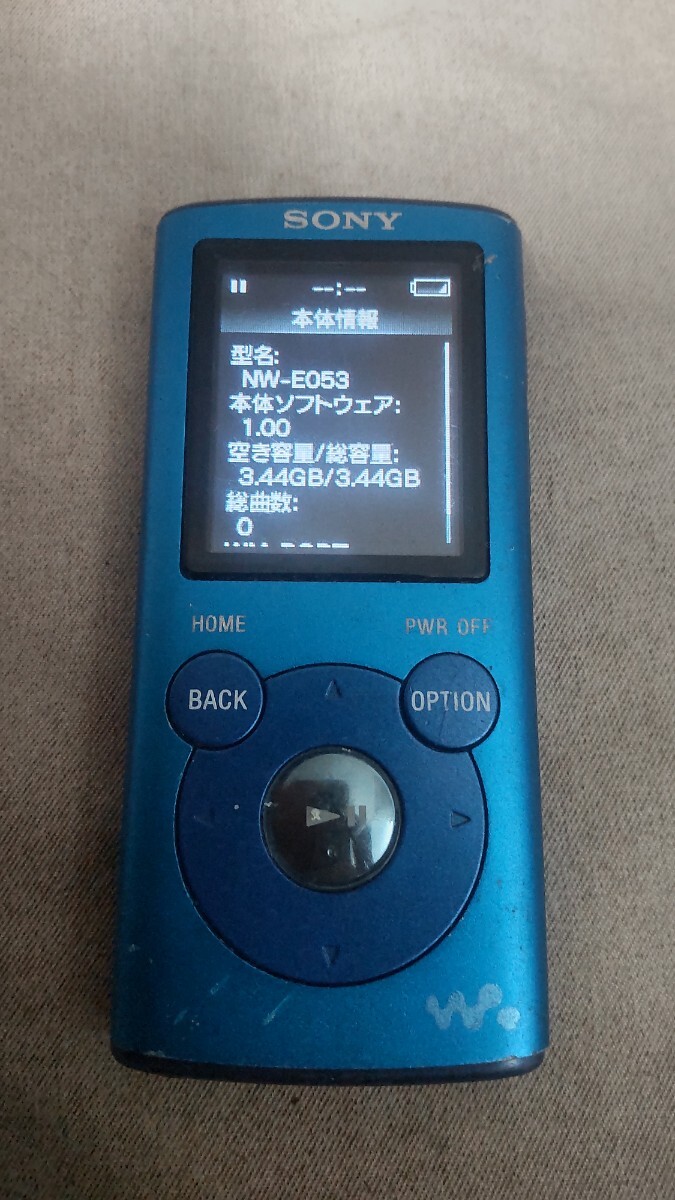 SONY
--:--
本体情報
型名:
NW-E053
本体ソフトウェア:
1.00
空き容量/総容量:
3.44GB/3.44GB
総曲数:
0
HOME PWR OFF
BACK OPTION